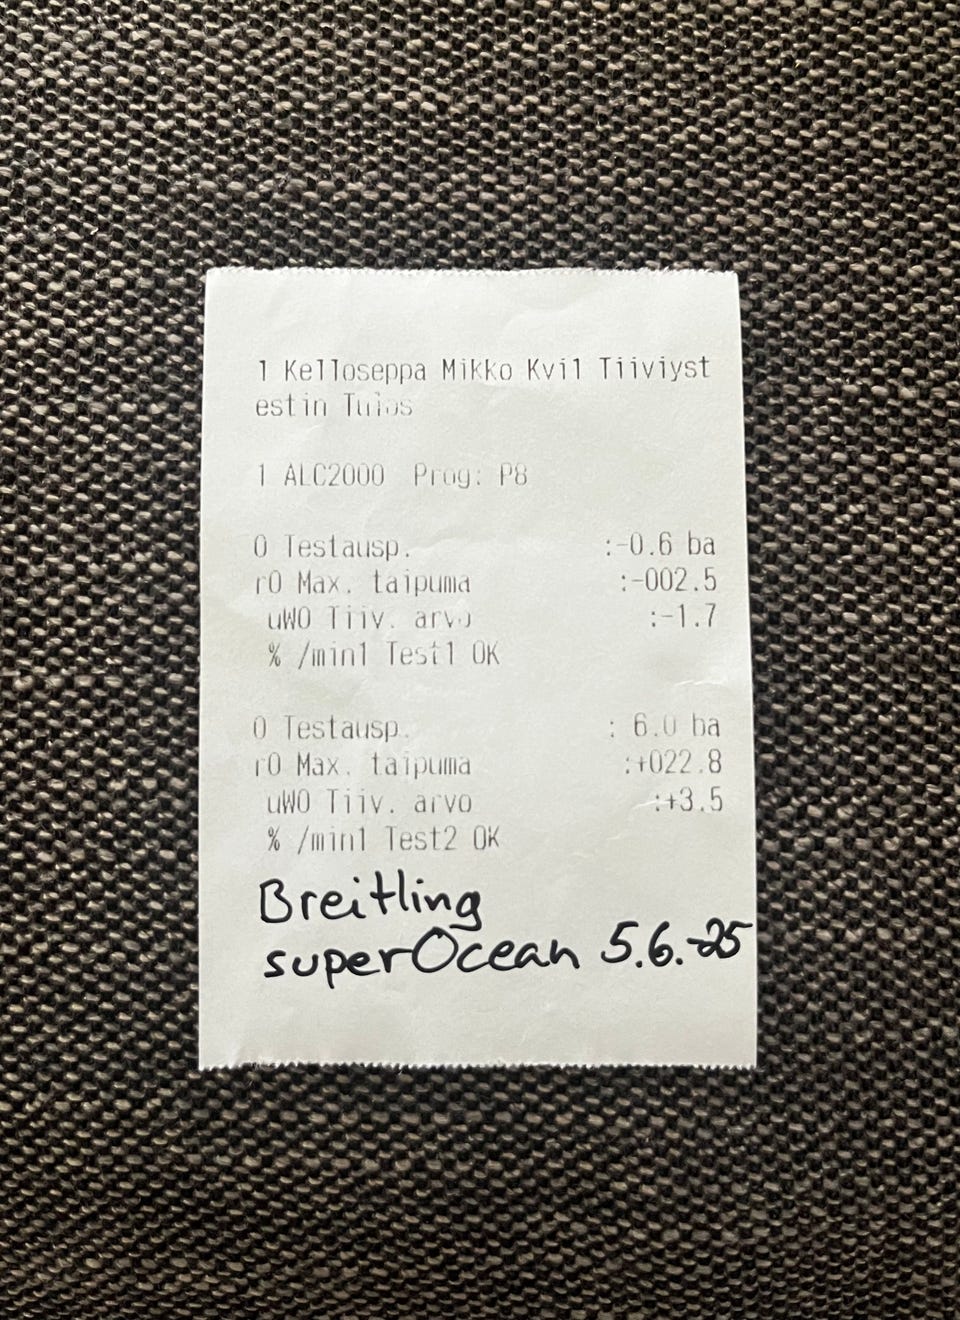 1 Kelloseppa Mikko Kvil Tiiviyst
estin Tulos
1 ALC2000 Prog: P8
0 Testausp. :-0.6 ba
r0 Max. taipuma :-002.5
uW0 Tiiv. arvo :-1.7
% /min1 Test1 OK
0 Testausp. : 6.0 ba
r0 Max. taipuma :+022.8
uW0 Tiiv. arvo :+3.5
% /min1 Test2 OK
Breitling
superOcean 5.6.-25